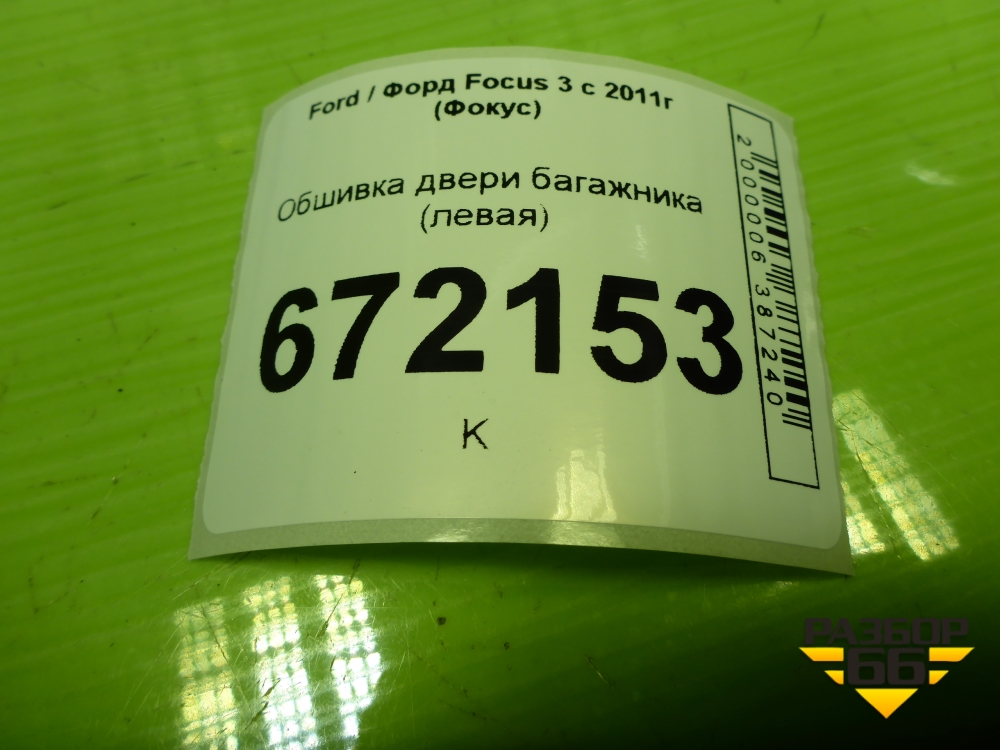 Ford / Форд Focus 3 с 2011г
(Фокус)
Обшивка двери багажника
(левая)
672153
К
2000006387240
РАЗБОР
66